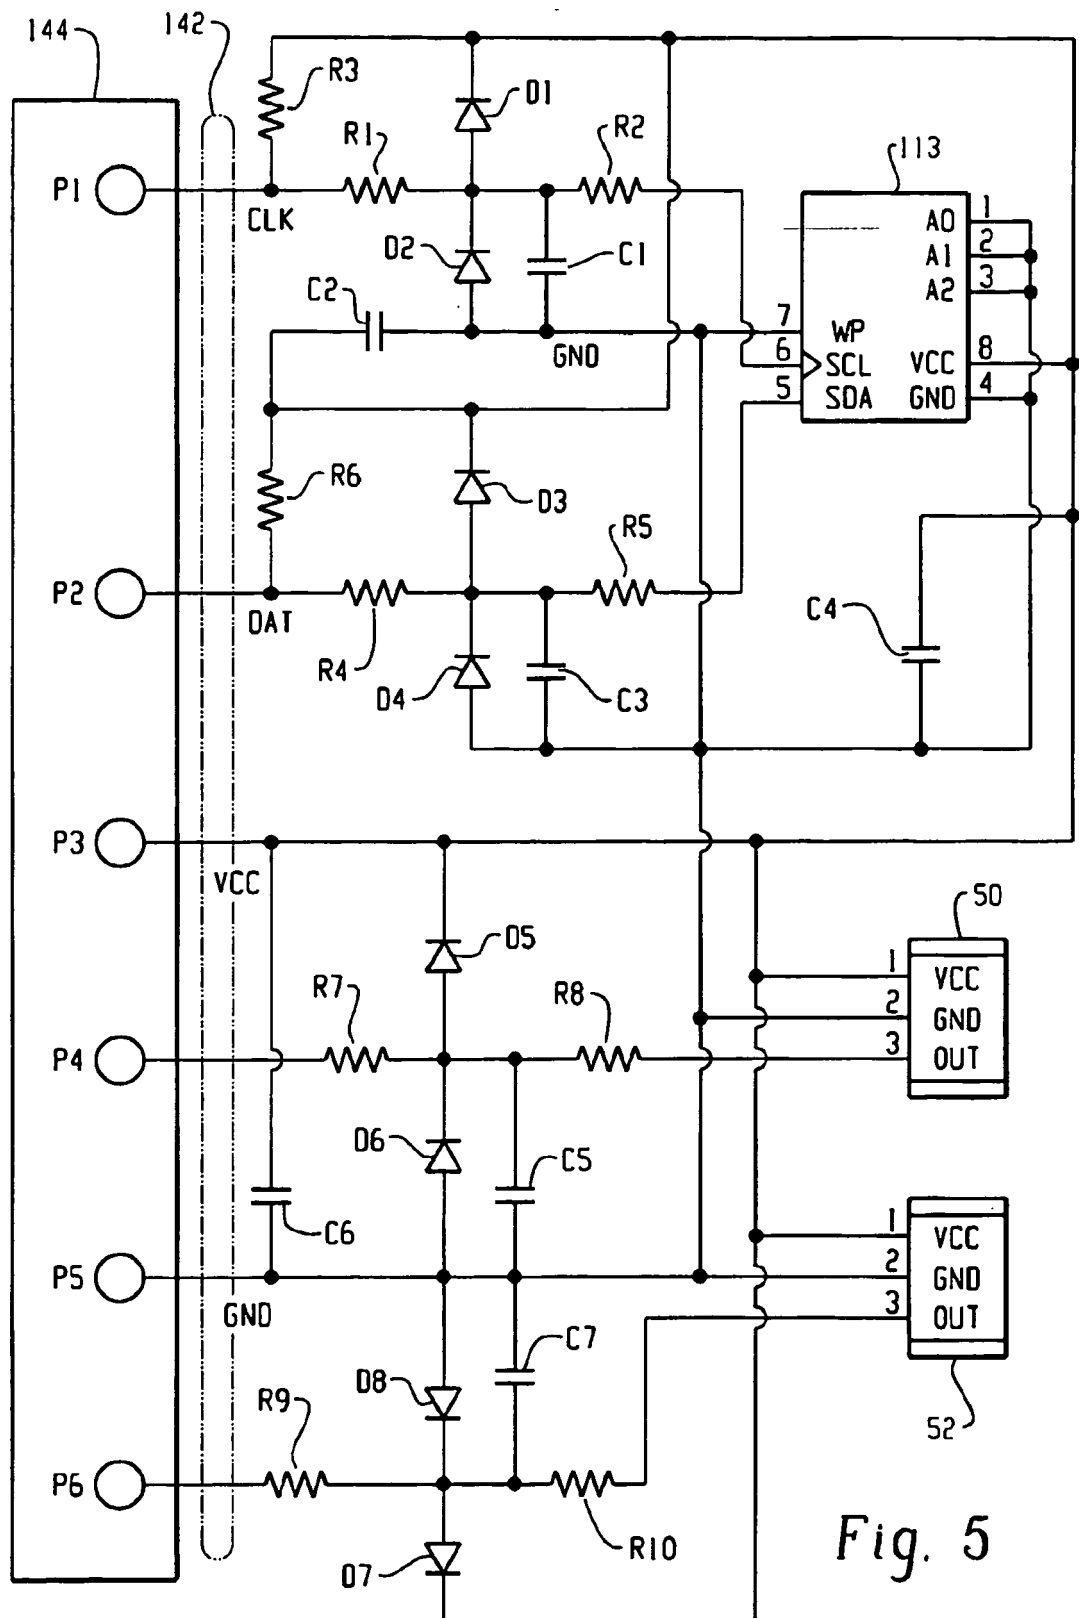 144
142
R3
D1
R1
R2
113
P1
CLK
A0 1
A1 2
A2 3
D2
C1
C2
7 WP
GND
6 SCL
VCC 8
5 SDA
GND 4
R6
D3
R5
P2
DAT
C4
R4
D4
C3
P3
VCC
50
D5
1 VCC
R7
R8
2 GND
P4
3 OUT
D6
C5
C6
1 VCC
P5
2 GND
GND
3 OUT
C7
D8
R9
52
P6
R10
D7
Fig. 5